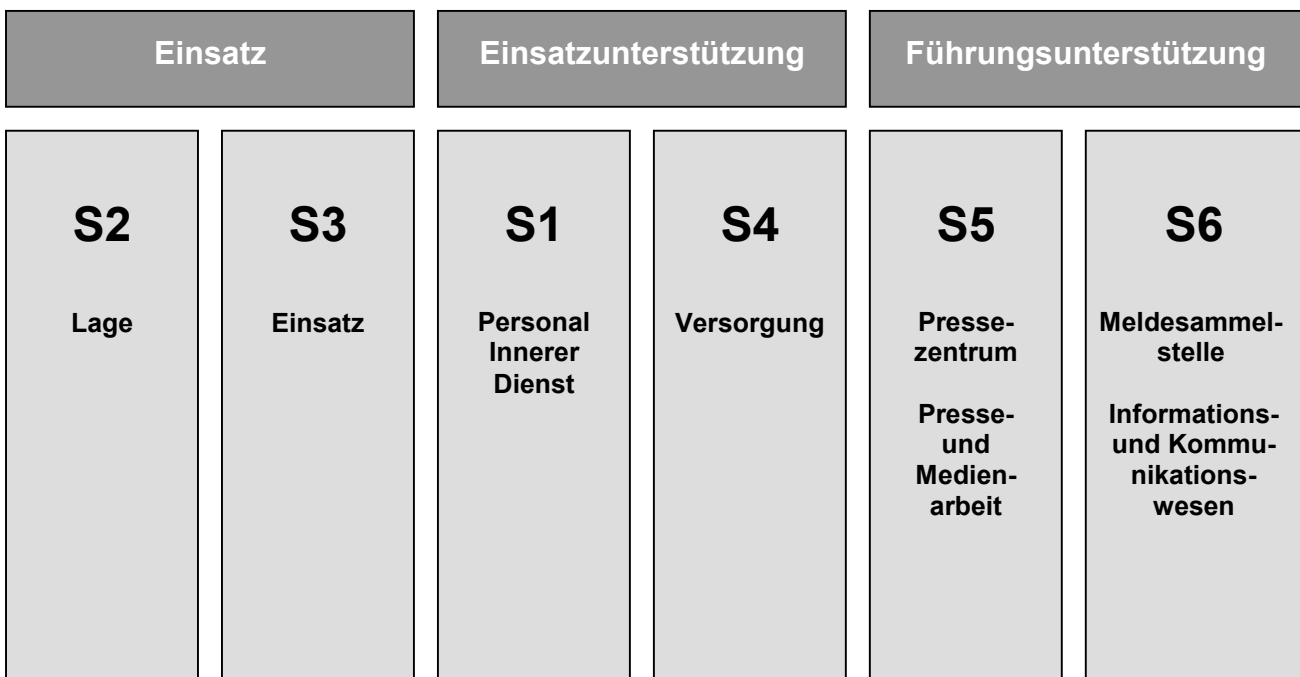 Einsatz
Einsatzunterstützung
Führungsunterstützung
S2
Lage
S3
Einsatz
S1
Personal
Innerer
Dienst
S4
Versorgung
S5
Presse-
zentrum
Presse-
und
Medien-
arbeit
S6
Meldesammel-
stelle
Informations-
und Kommu-
nikations-
wesen